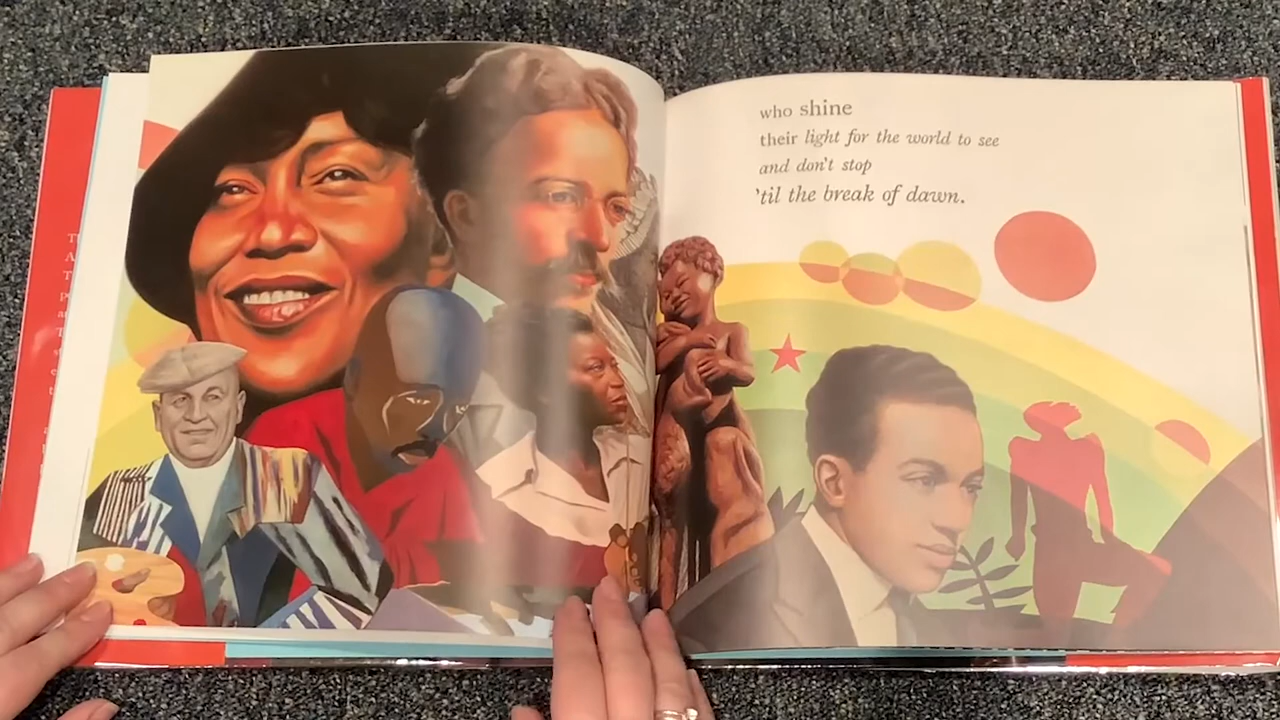 who shine
their light for the world to see
and don't stop
'til the break of dawn.